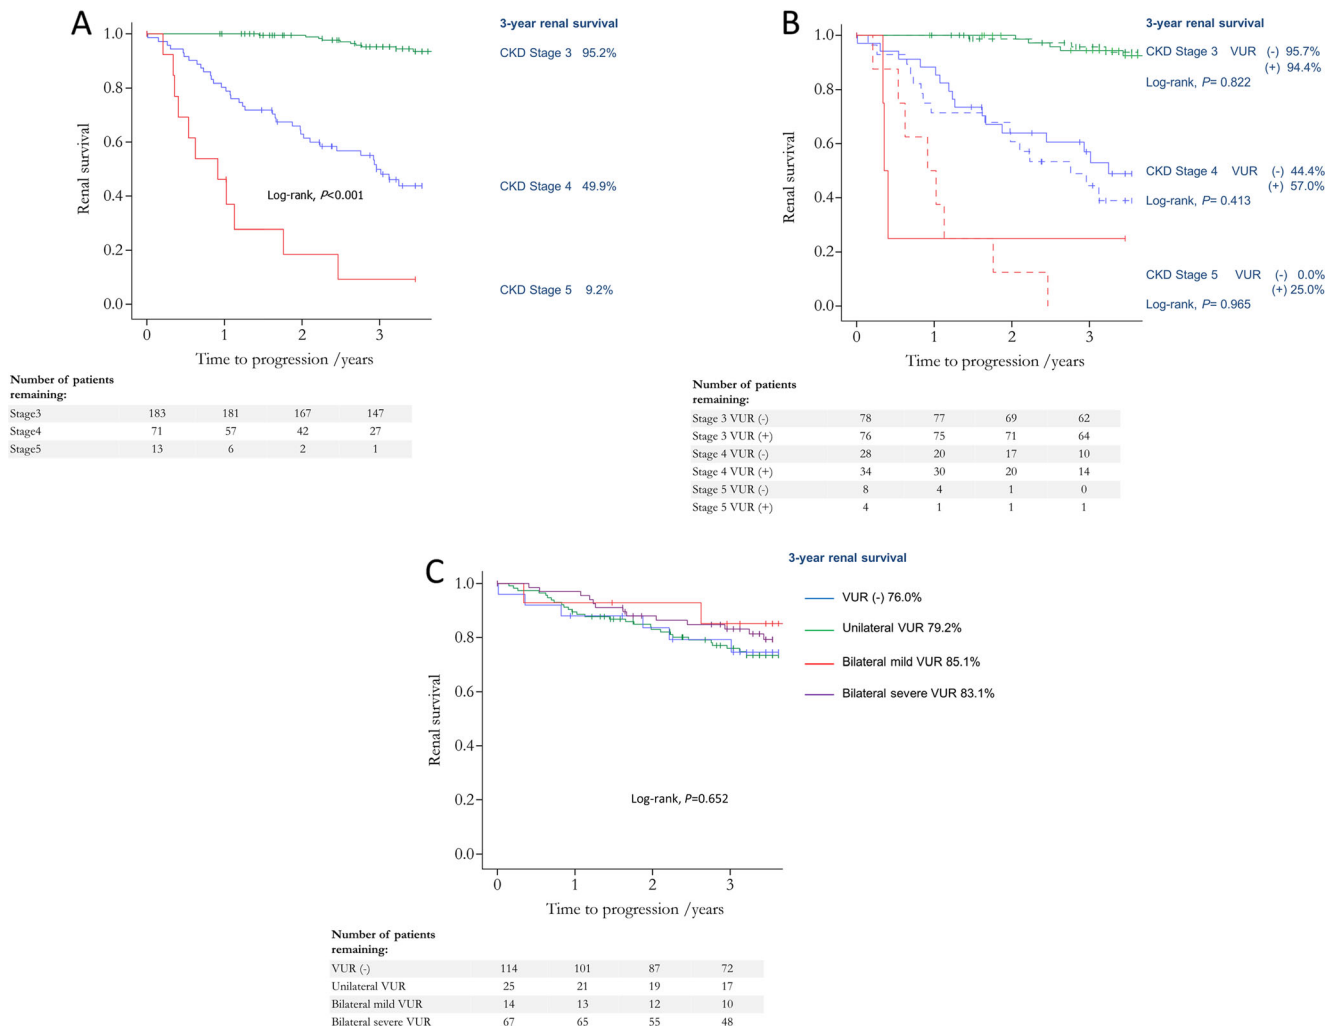 A
3-year renal survival
CKD Stage 3 95.2%
CKD Stage 4 49.9%
CKD Stage 5 9.2%
1.0
0.8
0.6
0.4
0.2
0.0
Renal survival
Log-rank, P<0.001
0 1 2 3
Time to progression /years
Number of patients
remaining:
Stage3 183 181 167 147
Stage4 71 57 42 27
Stage5 13 6 2 1
B
3-year renal survival
CKD Stage 3 VUR (-) 95.7%
(+) 94.4%
Log-rank, P= 0.822
CKD Stage 4 VUR (-) 44.4%
(+) 57.0%
Log-rank, P= 0.413
CKD Stage 5 VUR (-) 0.0%
(+) 25.0%
Log-rank, P= 0.965
1.0
0.8
0.6
0.4
0.2
0.0
Renal survival
0 1 2 3
Time to progression /years
Number of patients
remaining:
Stage 3 VUR (-) 78 77 69 62
Stage 3 VUR (+) 76 75 71 64
Stage 4 VUR (-) 28 20 17 10
Stage 4 VUR (+) 34 30 20 14
Stage 5 VUR (-) 8 4 1 0
Stage 5 VUR (+) 4 1 1 1
C
3-year renal survival
VUR (-) 76.0%
Unilateral VUR 79.2%
Bilateral mild VUR 85.1%
Bilateral severe VUR 83.1%
1.0
0.8
0.6
0.4
0.2
0.0
Renal survival
Log-rank, P=0.652
0 1 2 3
Time to progression /years
Number of patients
remaining:
VUR (-) 114 101 87 72
Unilateral VUR 25 21 19 17
Bilateral mild VUR 14 13 12 10
Bilateral severe VUR 67 65 55 48